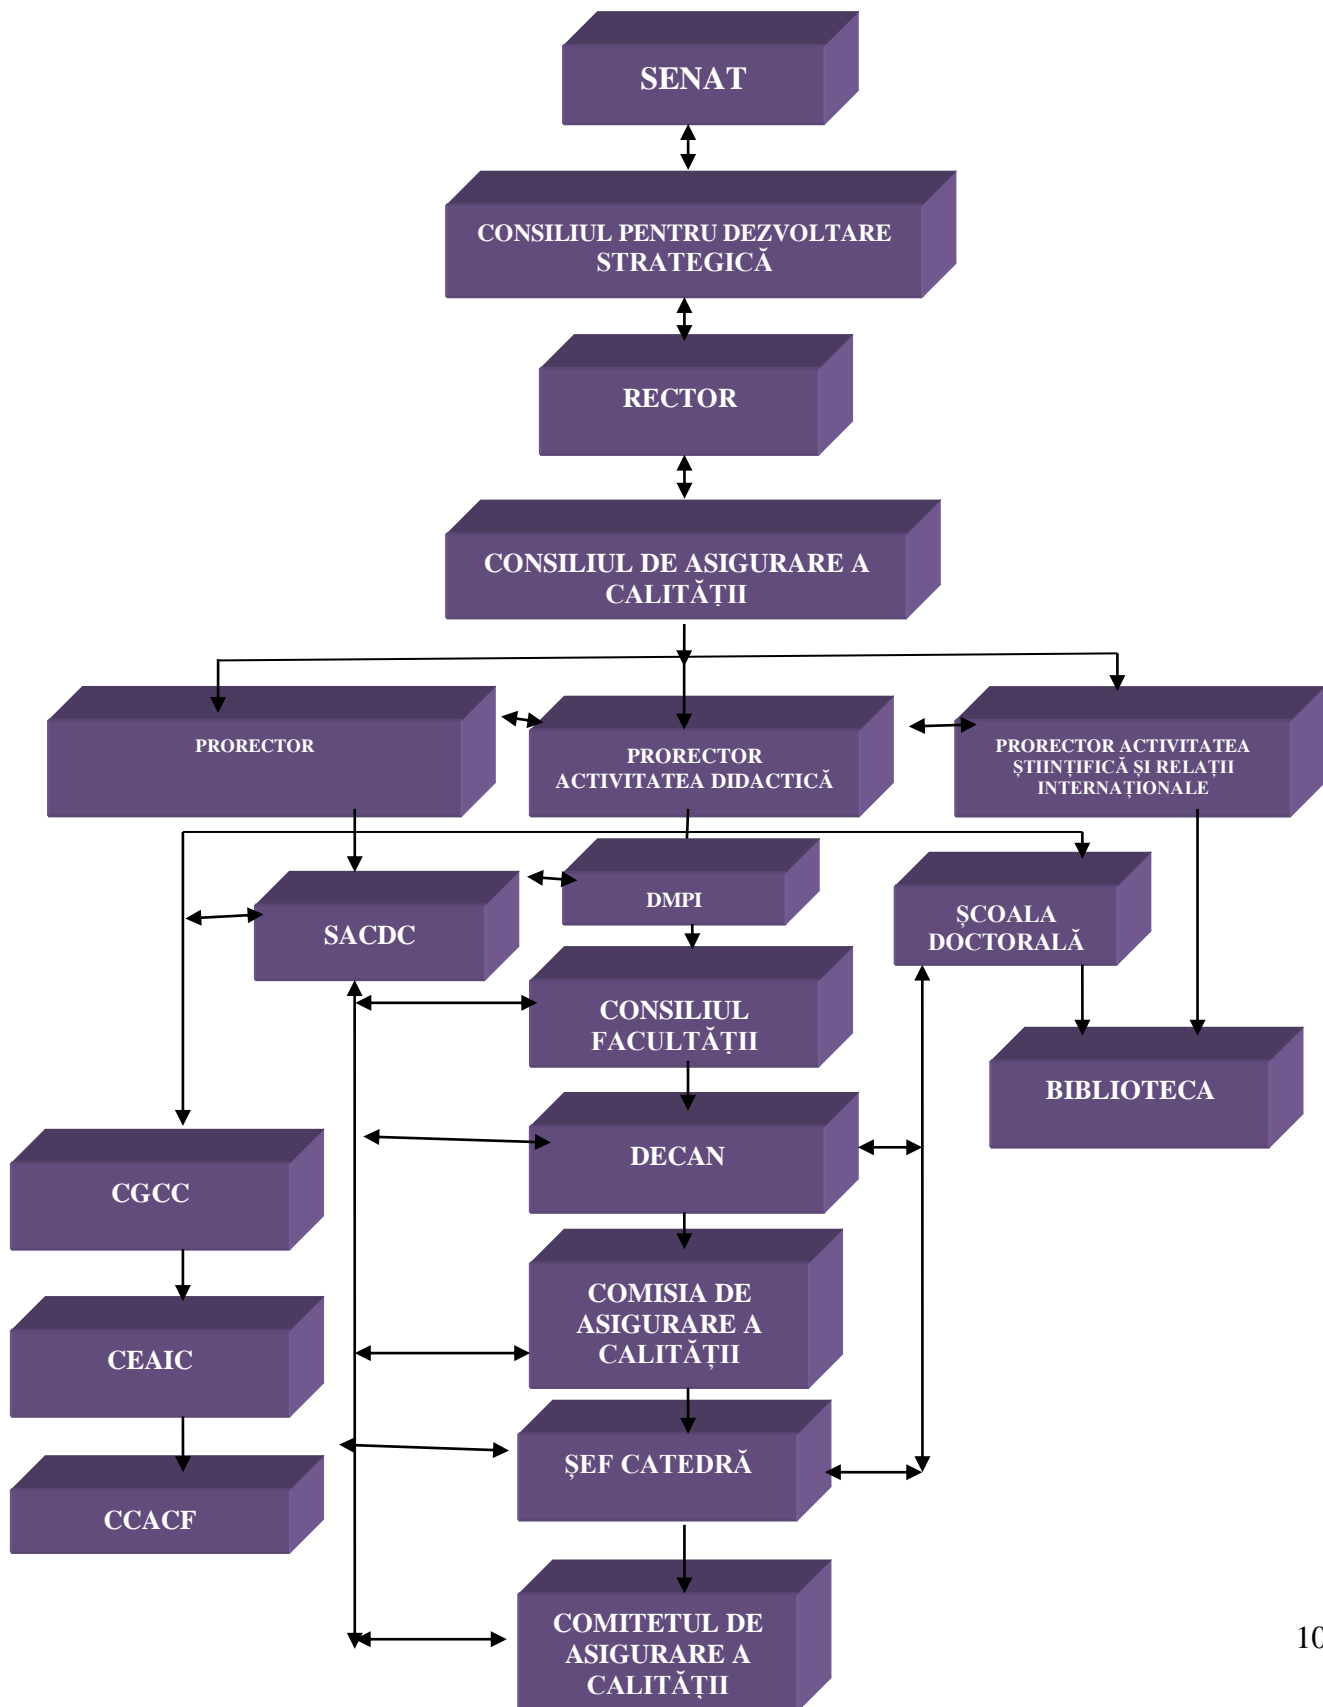 SENAT
CONSILIUL PENTRU DEZVOLTARE
STRATEGICĂ
RECTOR
CONSILIUL DE ASIGURARE A
CALITĂȚII
PRORECTOR
PRORECTOR
ACTIVITATEA DIDACTICĂ
PRORECTOR ACTIVITATEA
ȘTIINȚIFICĂ ȘI RELAȚII
INTERNAȚIONALE
SACDC
DMPI
ȘCOALA
DOCTORALĂ
CONSILIUL
FACULTĂȚII
BIBLIOTECA
DECAN
CGCC
COMISIA DE
ASIGURARE A
CALITĂȚII
CEAIC
ȘEF CATEDRĂ
CCACF
COMITETUL DE
ASIGURARE A
CALITĂȚII
10